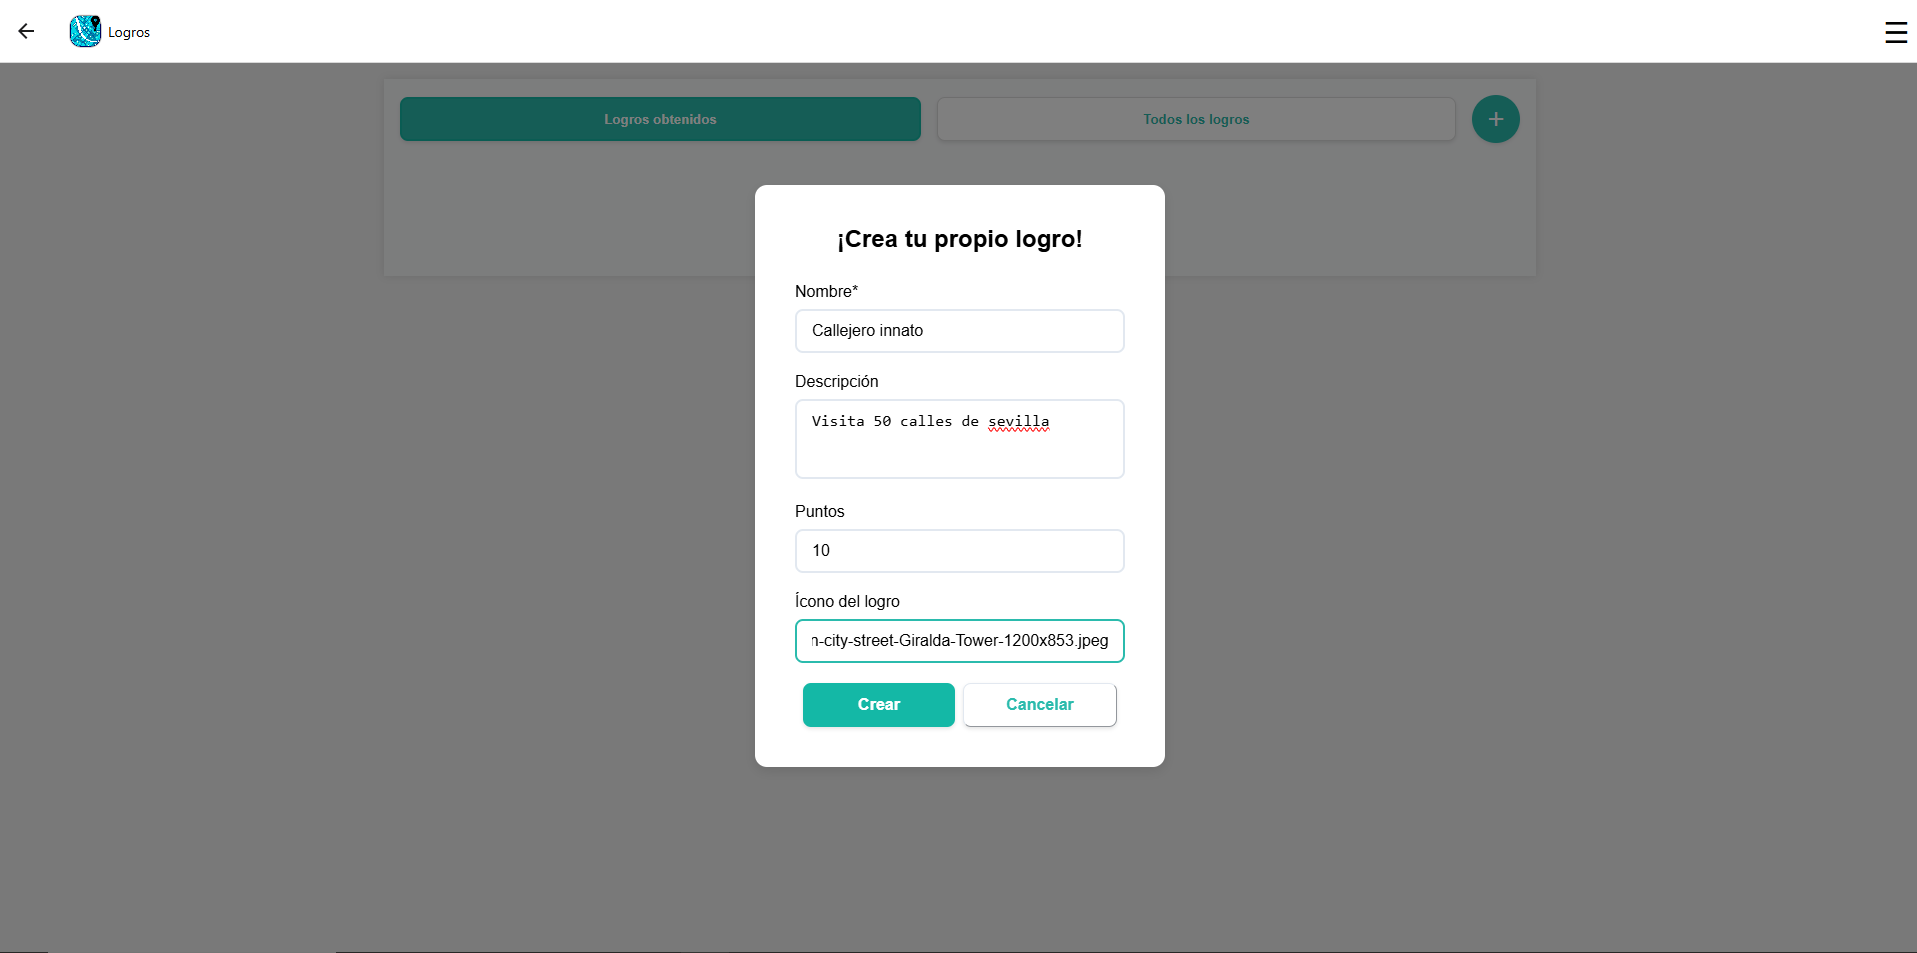 Logros
Logros obtenidos
Todos los logros
+
¡Crea tu propio logro!
Nombre*
Callejero innato
Descripción
Visita 50 calles de sevilla
Puntos
10
Ícono del logro
n-city-street-Giralda-Tower-1200x853.jpeg
Crear
Cancelar